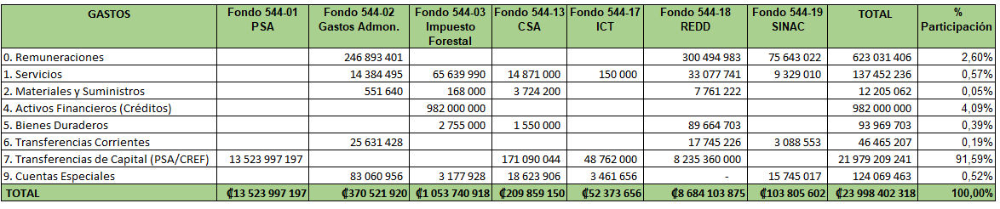 GASTOS Fondo 544-01 PSA Fondo 544-02 Gastos Admon. Fondo 544-03 Impuesto Forestal Fondo 544-13 CSA Fondo 544-17 ICT Fondo 544-18 REDD Fondo 544-19 SINAC TOTAL % Participación
0. Remuneraciones 246 893 401 300 494 983 75 643 022 623 031 406 2,60%
1. Servicios 14 384 495 65 639 990 14 871 000 150 000 33 077 741 9 329 010 137 452 236 0,57%
2. Materiales y Suministros 551 640 168 000 3 724 200 7 761 222 12 205 062 0,05%
4. Activos Financieros (Créditos) 982 000 000 982 000 000 4,09%
5. Bienes Duraderos 2 755 000 1 550 000 89 664 703 93 969 703 0,39%
6. Transferencias Corrientes 25 631 428 17 745 226 3 088 553 46 465 207 0,19%
7. Transferencias de Capital (PSA/CREF) 13 523 997 197 171 090 044 48 762 000 8 235 360 000 21 979 209 241 91,59%
9. Cuentas Especiales 83 060 956 3 177 928 18 623 906 3 461 656 - 15 745 017 124 069 463 0,52%
TOTAL ₡13 523 997 197 ₡370 521 920 ₡1 053 740 918 ₡209 859 150 ₡52 373 656 ₡8 684 103 875 ₡103 805 602 ₡23 998 402 318 100,00%